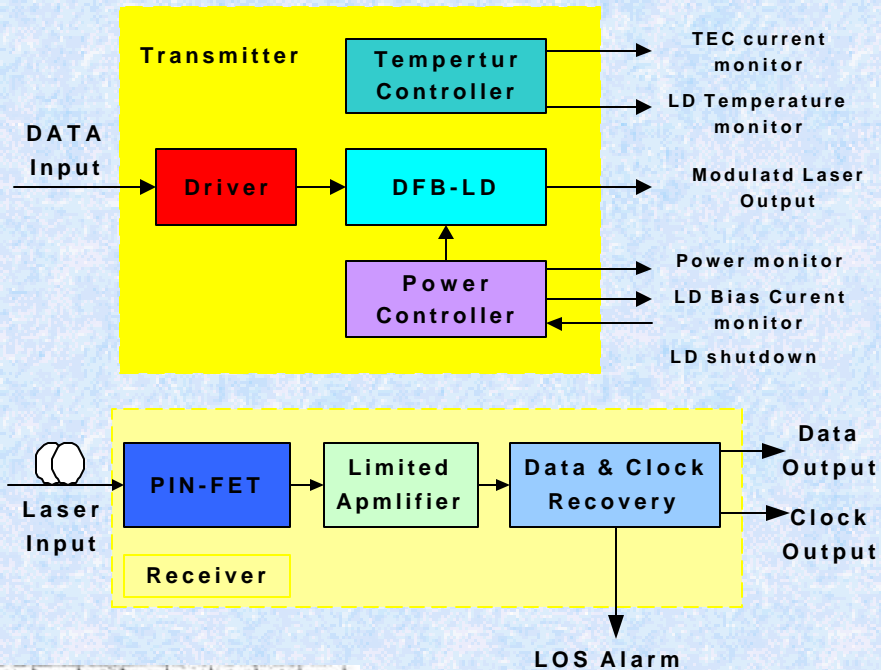 Transmitter
Tempertur
Controller
TEC current
monitor
LD Temperature
monitor
DATA
Input
Driver
DFB-LD
Modulatd Laser
Output
Power
Controller
Power monitor
LD Bias Curent
monitor
LD shutdown
Laser
Input
PIN-FET
Limited
Apmlifier
Data & Clock
Recovery
Data
Output
Clock
Output
Receiver
LOS Alarm